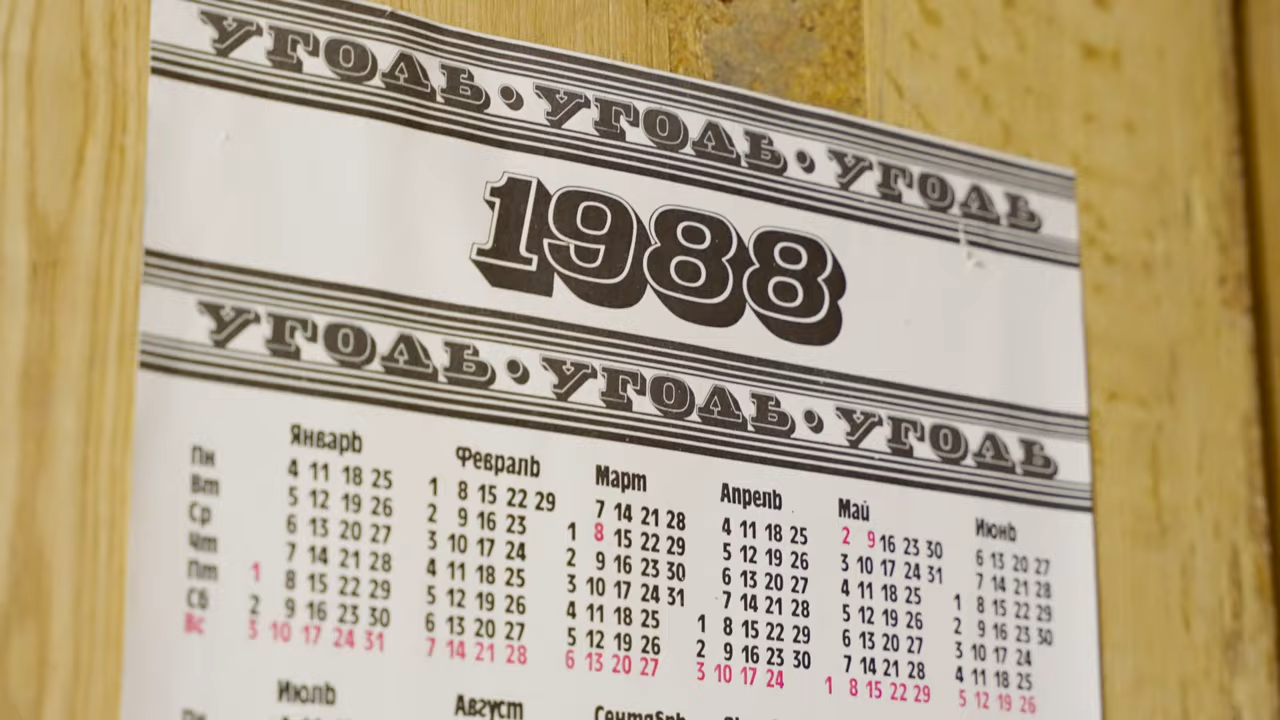 УГОЛЬ • УГОЛЬ • УГОЛЬ
1988
УГОЛЬ • УГОЛЬ • УГОЛЬ
Январь Февраль Март Апрель Май Июнь
Пн 4 11 18 25 1 8 15 22 29 7 14 21 28 4 11 18 25 2 9 16 23 30 6 13 20 27
Вт 5 12 19 26 2 9 16 23 1 8 15 22 29 5 12 19 26 3 10 17 24 31 7 14 21 28
Ср 6 13 20 27 3 10 17 24 2 9 16 23 30 6 13 20 27 4 11 18 25 1 8 15 22 29
Чт 7 14 21 28 4 11 18 25 3 10 17 24 31 7 14 21 28 5 12 19 26 2 9 16 23 30
Пт 1 8 15 22 29 5 12 19 26 4 11 18 25 1 8 15 22 29 6 13 20 27 3 10 17 24
Сб 2 9 16 23 30 6 13 20 27 5 12 19 26 2 9 16 23 30 7 14 21 28 4 11 18 25
Вс 3 10 17 24 31 7 14 21 28 6 13 20 27 3 10 17 24 1 8 15 22 29 5 12 19 26
Июль Август Сентябрь